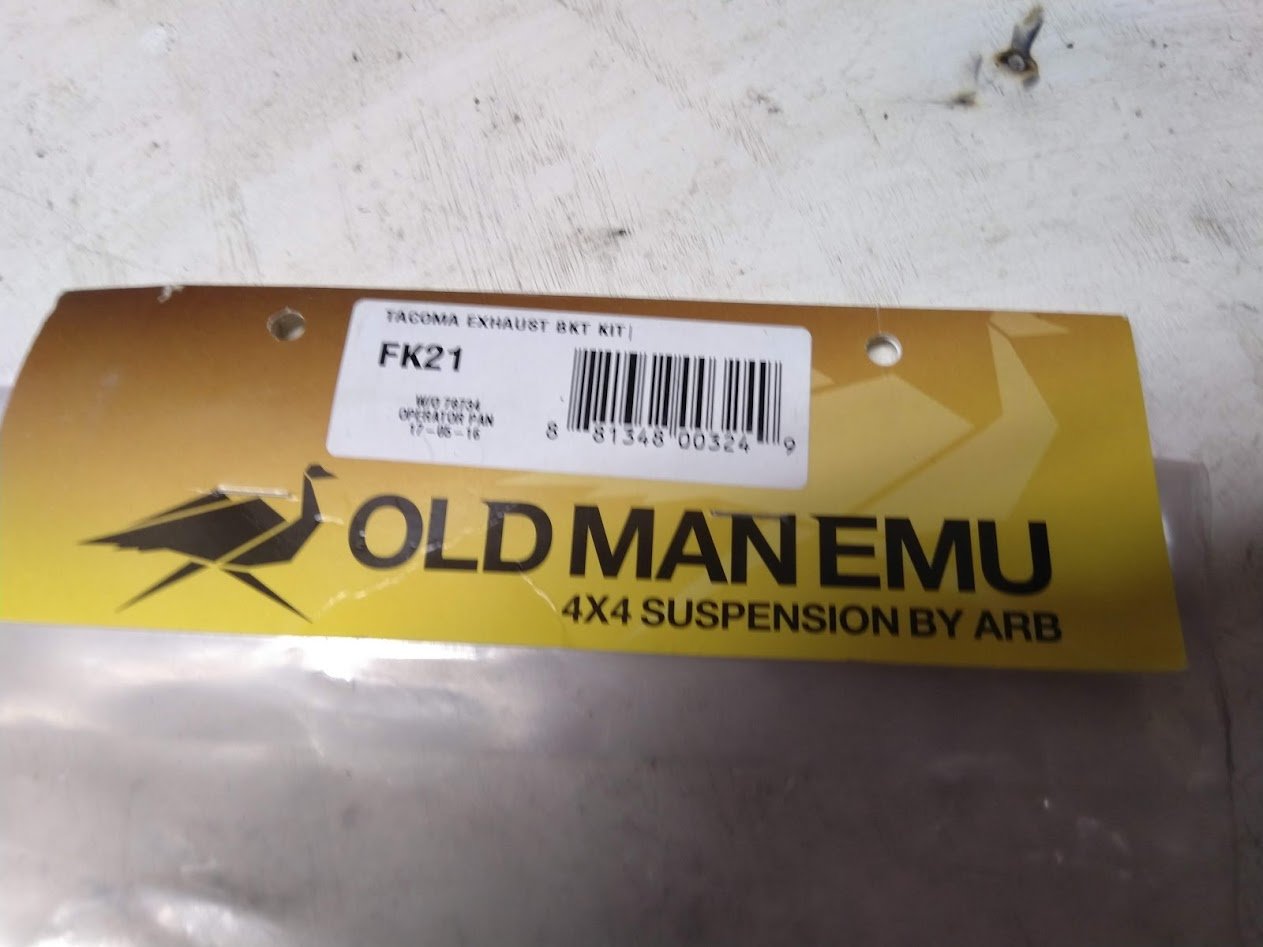 TACOMA EXHAUST BKT KIT|
FK21
W/O 78734
OPERATOR PAN
17-05-16
8 81348 00324 9
OLD MAN EMU
4X4 SUSPENSION BY ARB